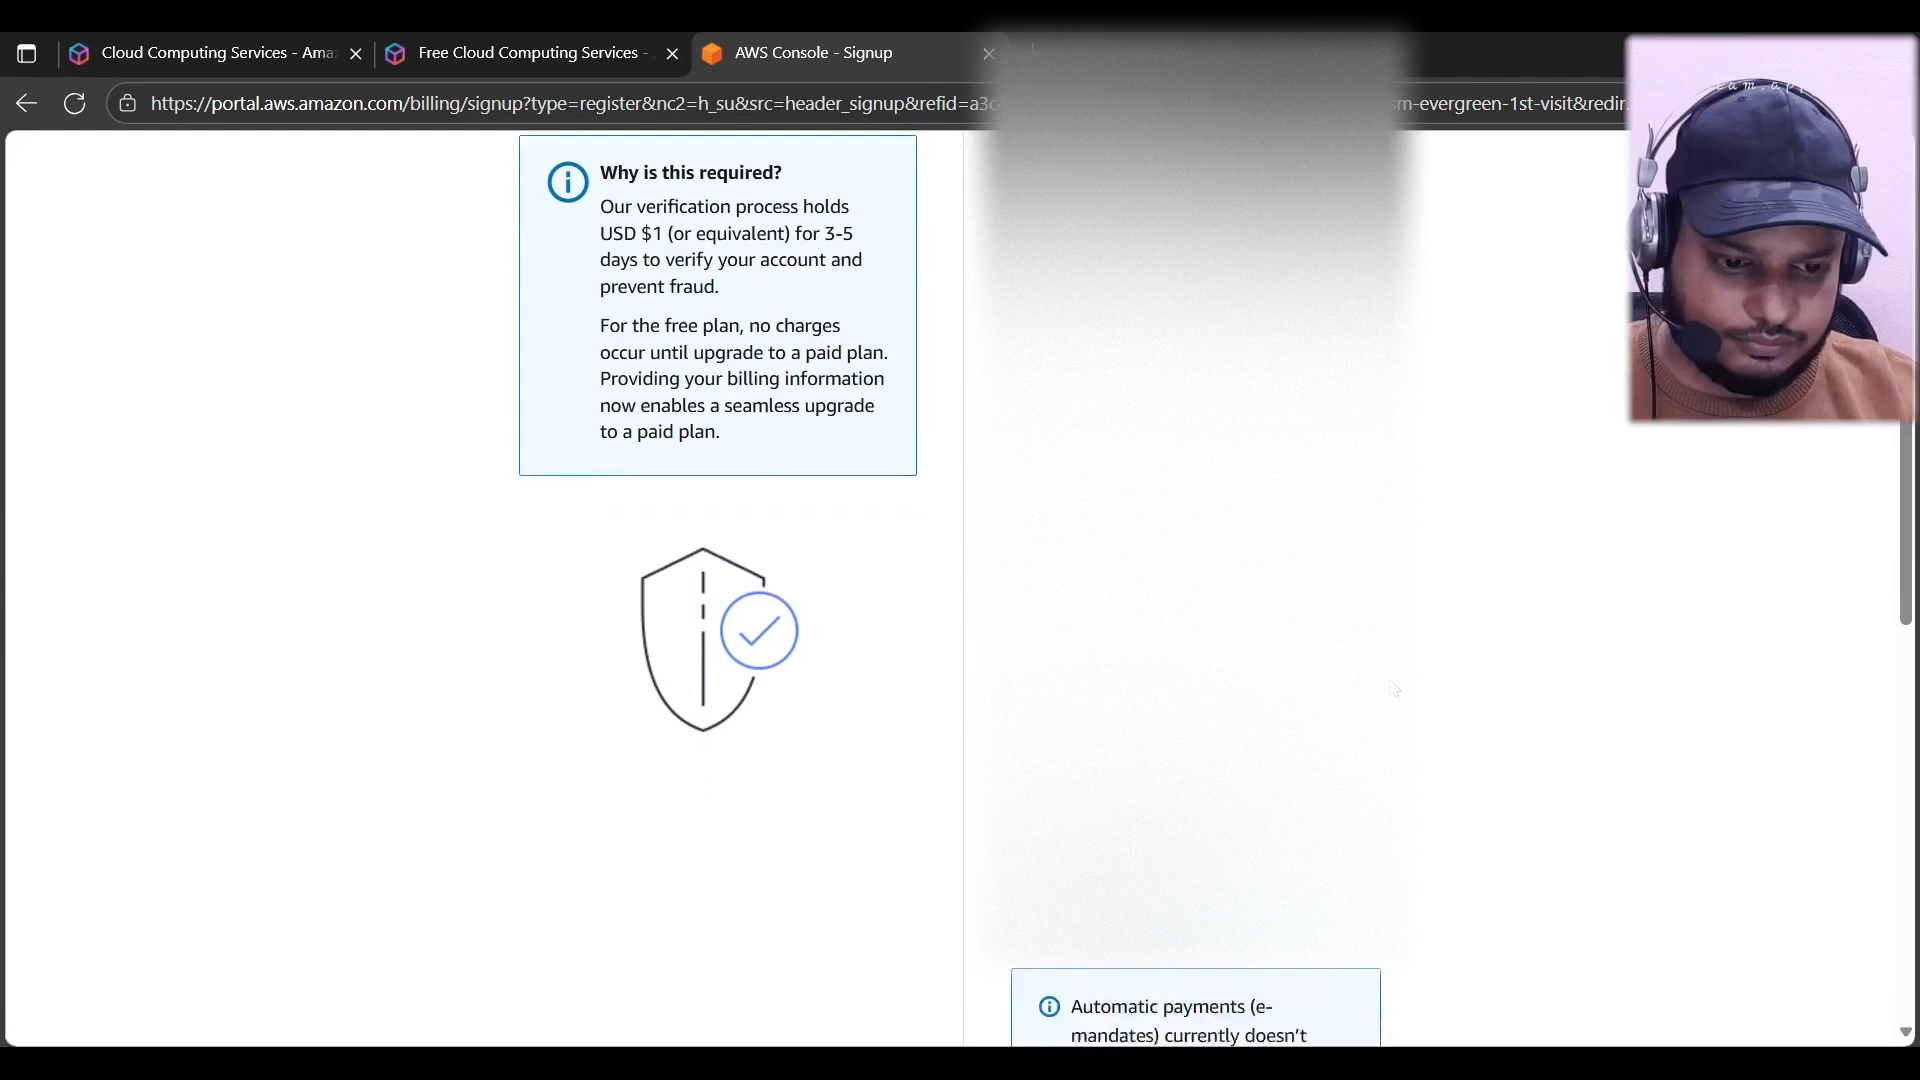 Cloud Computing Services - Ama
Free Cloud Computing Services -
AWS Console - Signup
https://portal.aws.amazon.com/billing/signup?type=register&nc2=h_su&src=header_signup&refid=a3c
sm-evergreen-1st-visit&redir.
Why is this required?
Our verification process holds
USD $1 (or equivalent) for 3-5
days to verify your account and
prevent fraud.
For the free plan, no charges
occur until upgrade to a paid plan.
Providing your billing information
now enables a seamless upgrade
to a paid plan.
Automatic payments (e-
mandates) currently doesn't